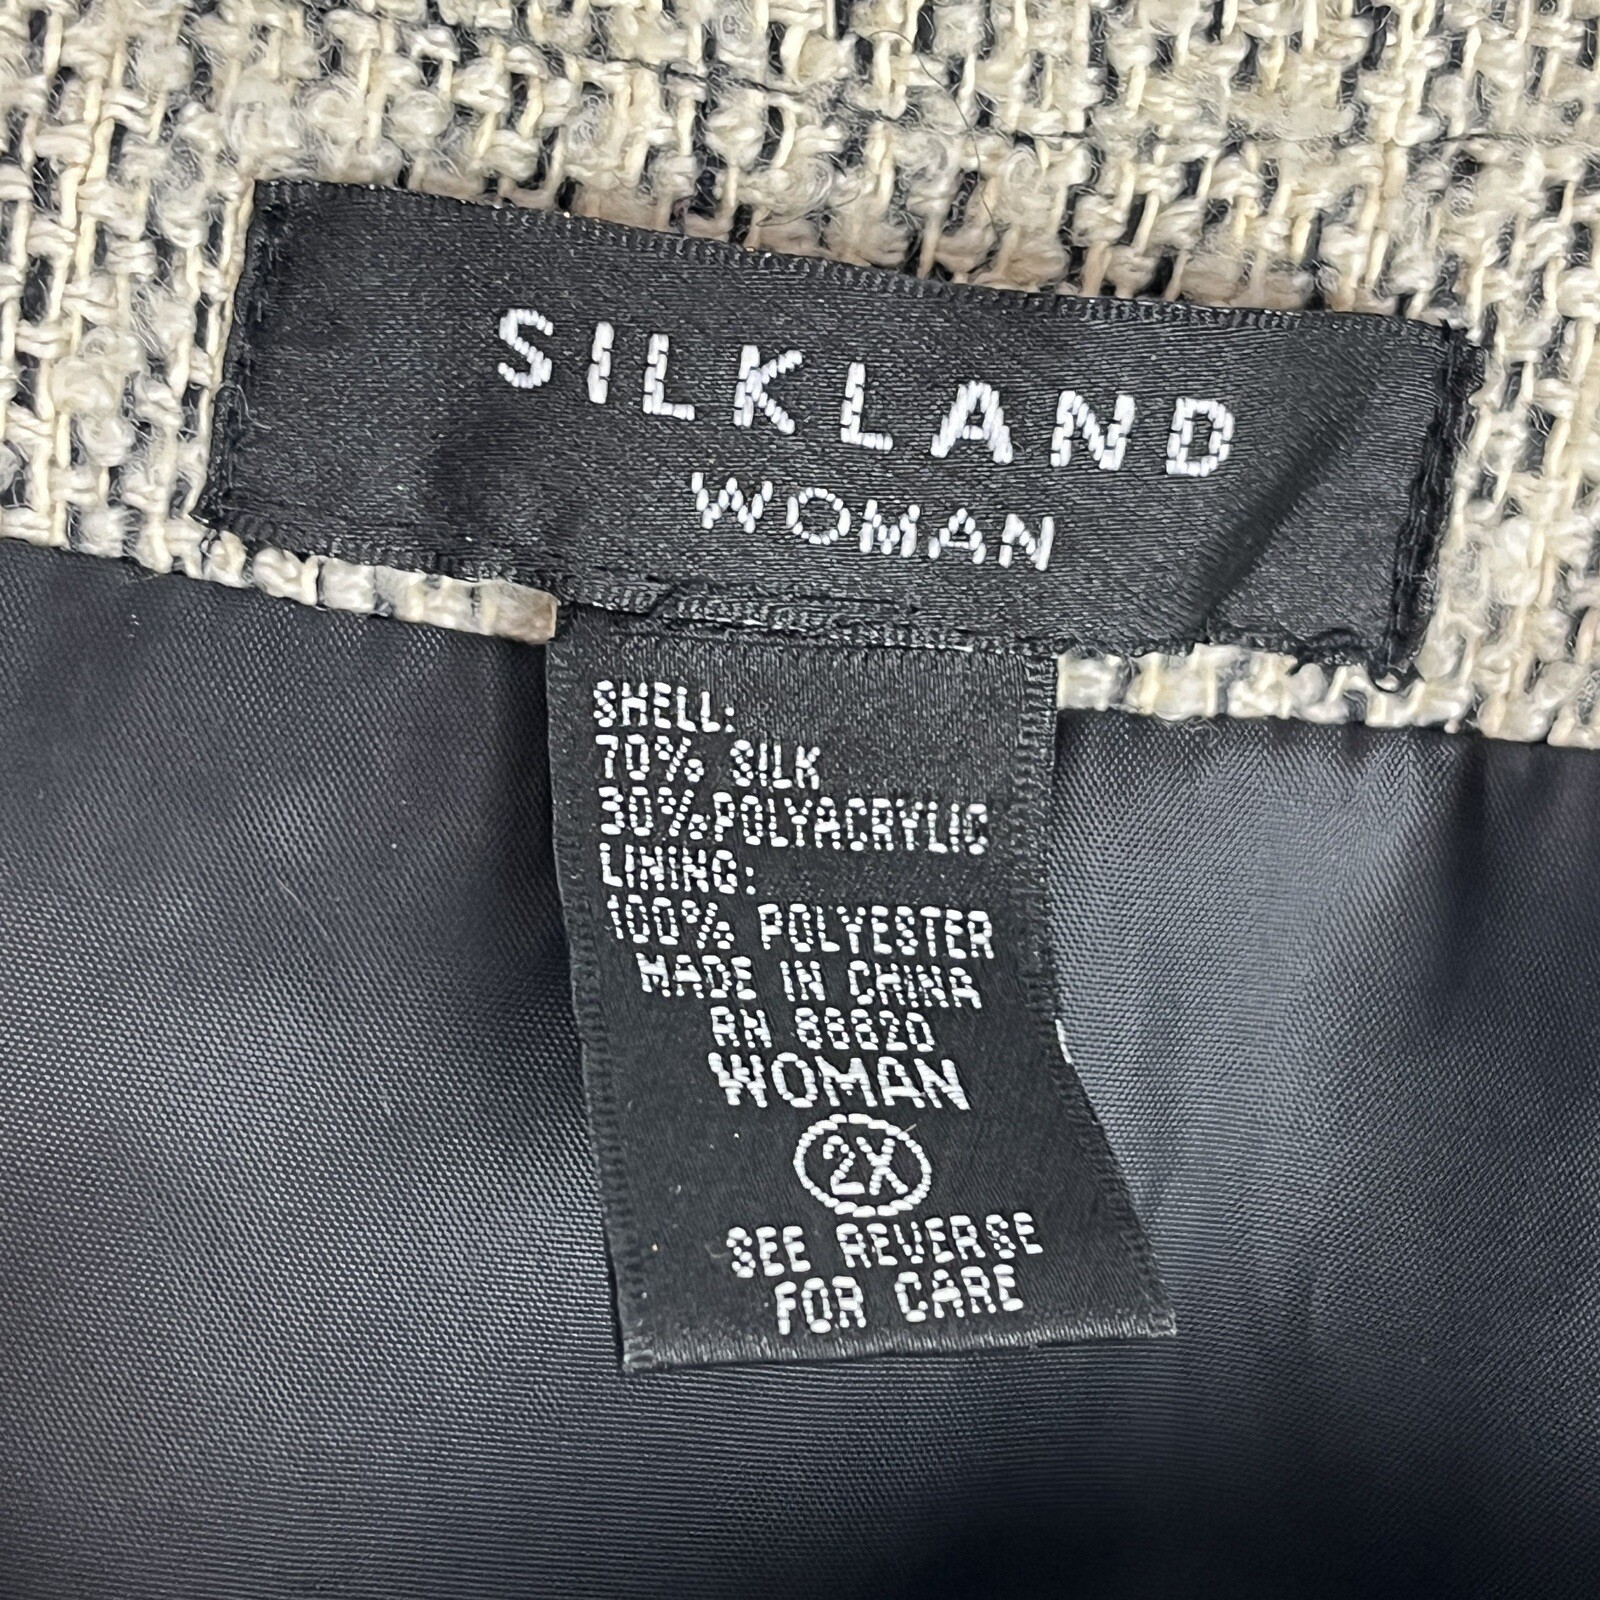 SILKLAND
WOMAN
SHELL:
70% SILK
30%POLYACRYLIC
LINING:
100% POLYESTER
MADE IN CHINA
RN 88820
WOMAN
2X
SEE REVERSE
FOR CARE